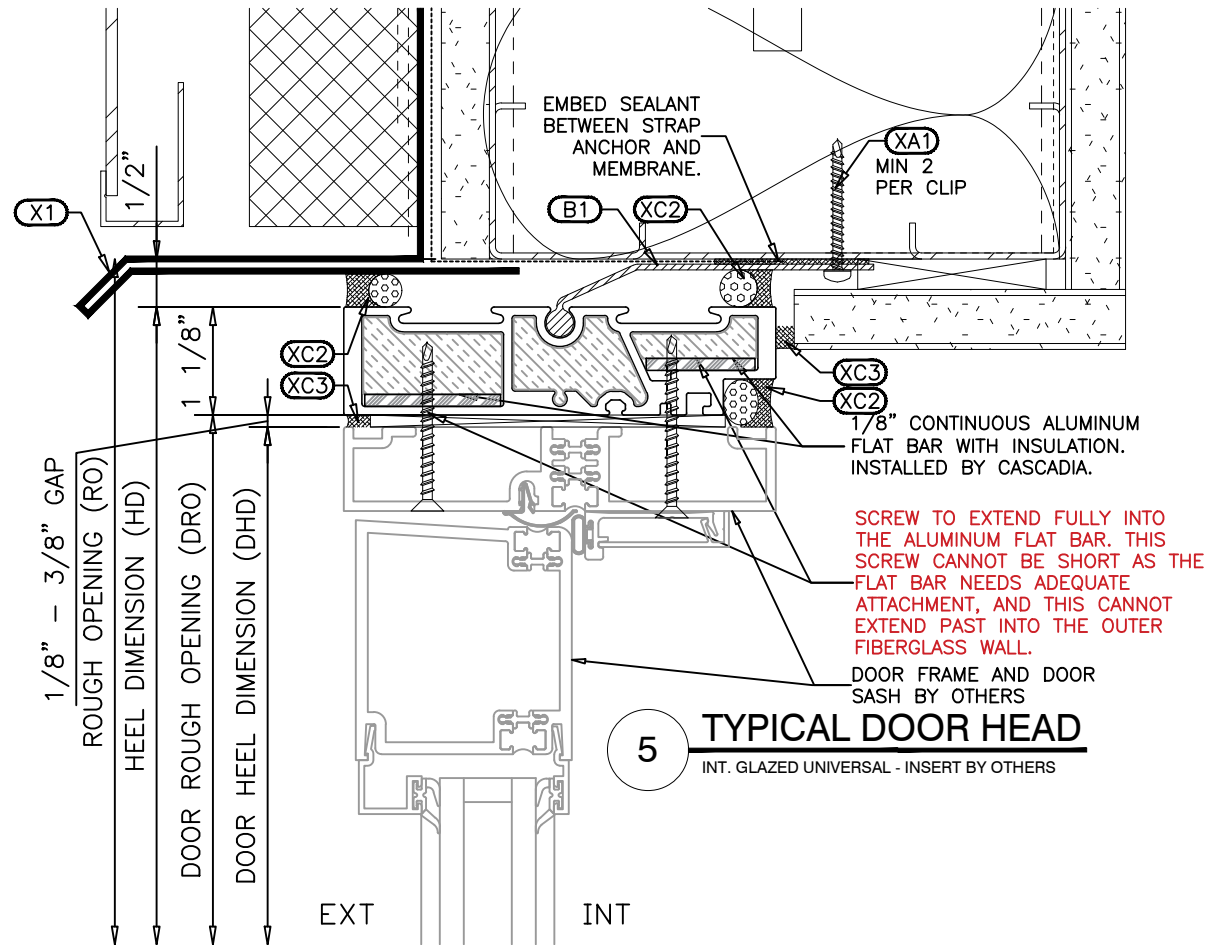 EMBED SEALANT
BETWEEN STRAP
ANCHOR AND
MEMBRANE.
XA1
MIN 2
PER CLIP
X1
1/2"
B1
XC2
XC2
XC3
1 1/8"
XC3
XC2
1/8" CONTINUOUS ALUMINUM
FLAT BAR WITH INSULATION.
INSTALLED BY CASCADIA.
SCREW TO EXTEND FULLY INTO
THE ALUMINUM FLAT BAR. THIS
SCREW CANNOT BE SHORT AS THE
FLAT BAR NEEDS ADEQUATE
ATTACHMENT, AND THIS CANNOT
EXTEND PAST INTO THE OUTER
FIBERGLASS WALL.
DOOR FRAME AND DOOR
SASH BY OTHERS
1/8" - 3/8" GAP
ROUGH OPENING (RO)
HEEL DIMENSION (HD)
DOOR ROUGH OPENING (DRO)
DOOR HEEL DIMENSION (DHD)
5
TYPICAL DOOR HEAD
INT. GLAZED UNIVERSAL - INSERT BY OTHERS
EXT
INT